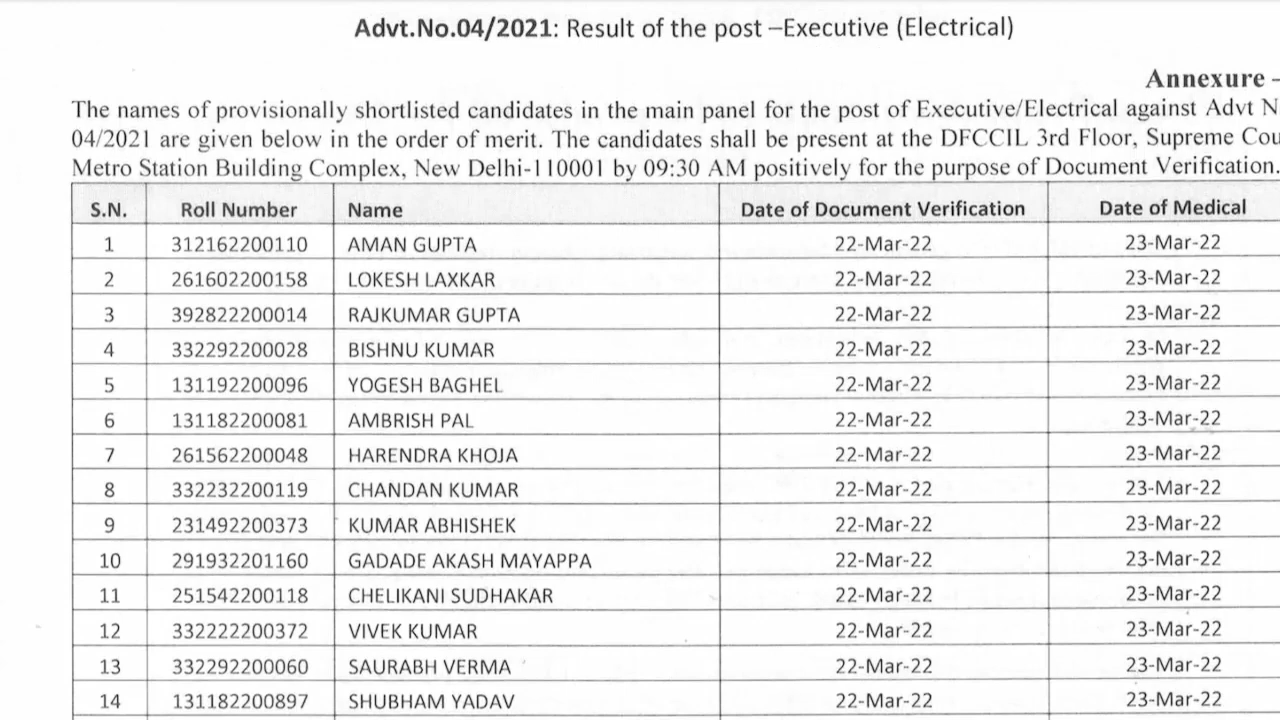 Advt.No.04/2021: Result of the post –Executive (Electrical)
Annexure –
The names of provisionally shortlisted candidates in the main panel for the post of Executive/Electrical against Advt N
04/2021 are given below in the order of merit. The candidates shall be present at the DFCCIL 3rd Floor, Supreme Cou
Metro Station Building Complex, New Delhi-110001 by 09:30 AM positively for the purpose of Document Verification.
S.N. Roll Number Name Date of Document Verification Date of Medical
1 312162200110 AMAN GUPTA 22-Mar-22 23-Mar-22
2 261602200158 LOKESH LAXKAR 22-Mar-22 23-Mar-22
3 392822200014 RAJKUMAR GUPTA 22-Mar-22 23-Mar-22
4 332292200028 BISHNU KUMAR 22-Mar-22 23-Mar-22
5 131192200096 YOGESH BAGHEL 22-Mar-22 23-Mar-22
6 131182200081 AMBRISH PAL 22-Mar-22 23-Mar-22
7 261562200048 HARENDRA KHOJA 22-Mar-22 23-Mar-22
8 332232200119 CHANDAN KUMAR 22-Mar-22 23-Mar-22
9 231492200373 KUMAR ABHISHEK 22-Mar-22 23-Mar-22
10 291932201160 GADADE AKASH MAYAPPA 22-Mar-22 23-Mar-22
11 251542200118 CHELIKANI SUDHAKAR 22-Mar-22 23-Mar-22
12 332222200372 VIVEK KUMAR 22-Mar-22 23-Mar-22
13 332292200060 SAURABH VERMA 22-Mar-22 23-Mar-22
14 131182200897 SHUBHAM YADAV 22-Mar-22 23-Mar-22